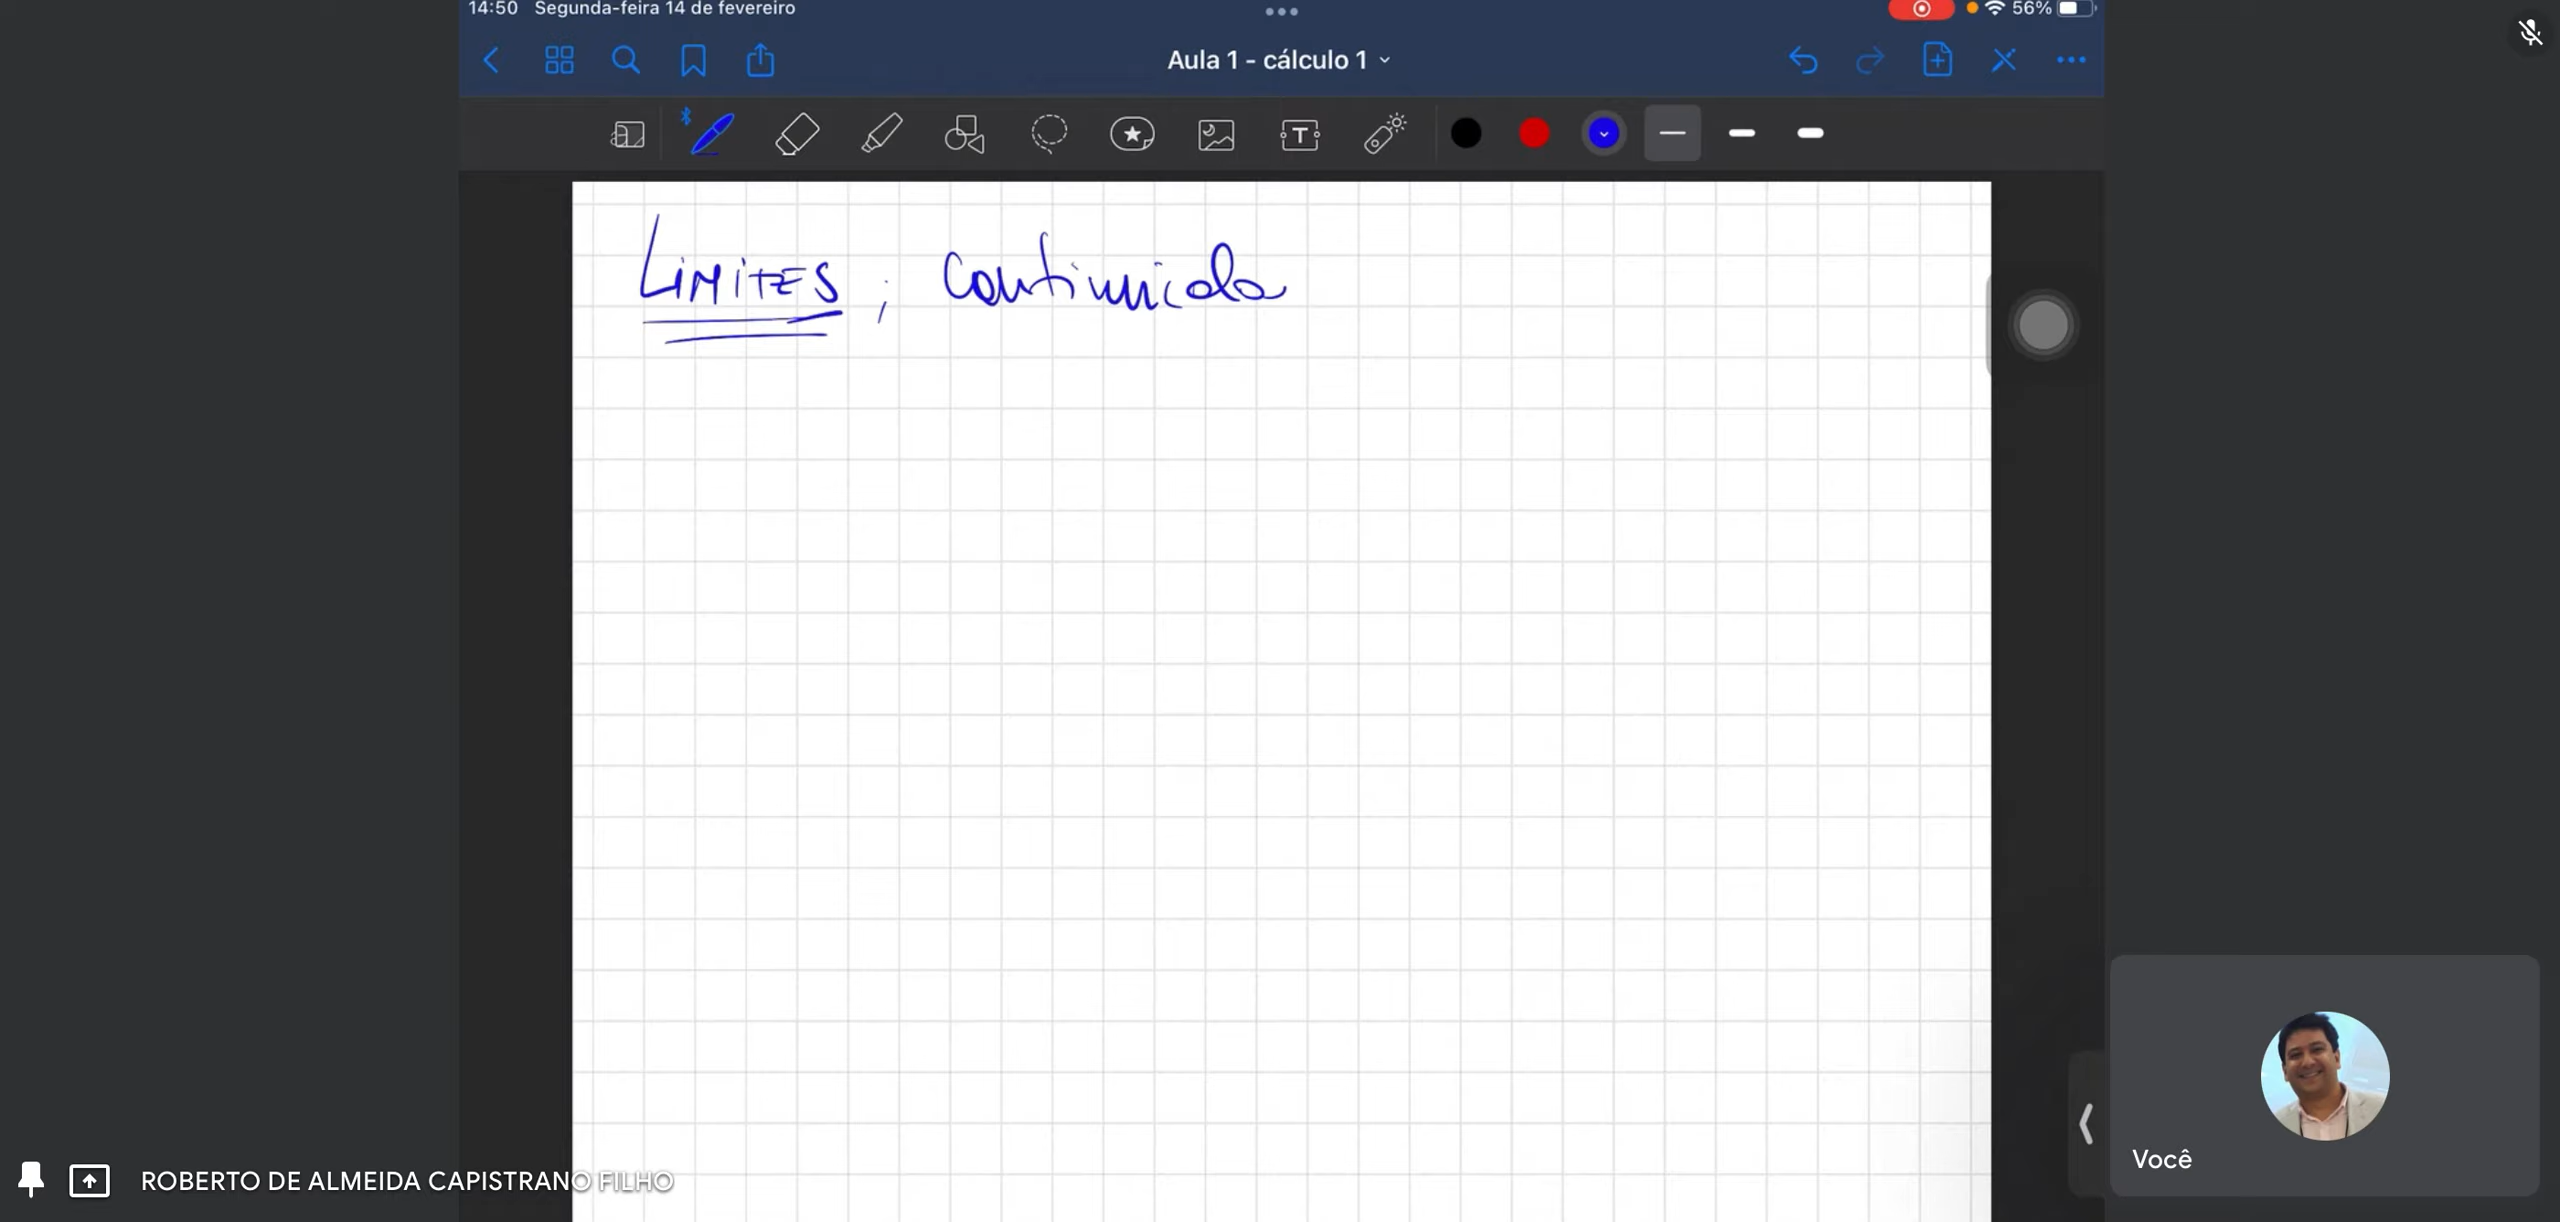 14:50 Segunda-feira 14 de fevereiro
56%
Aula 1 - cálculo 1
LIMITES ; Continuida
Você
ROBERTO DE ALMEIDA CAPISTRANO FILHO